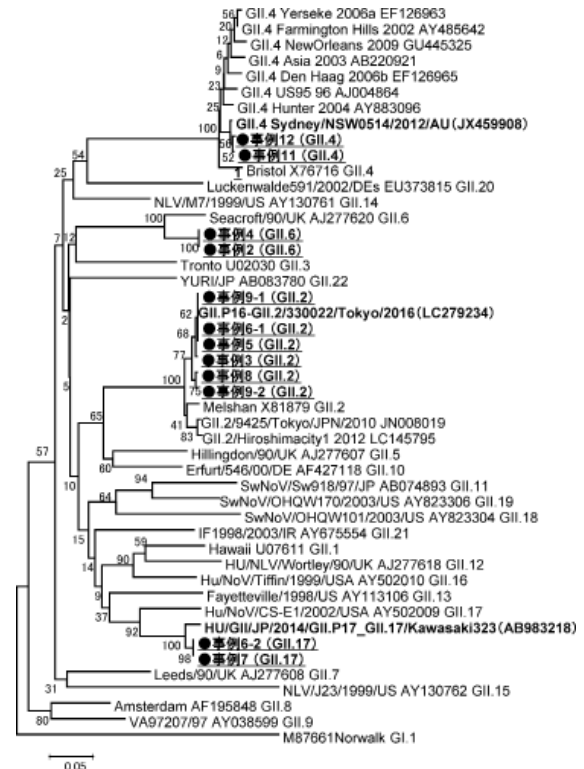 GII.4 Yerseke 2006a EF126963
56
GII.4 Farmington Hills 2002 AY485642
20
GII.4 NewOrleans 2009 GU445325
12
GII.4 Asia 2003 AB220921
6
GII.4 Den Haag 2006b EF126965
9
GII.4 US95 96 AJ004864
23
GII.4 Hunter 2004 AY883096
25
GII.4 Sydney/NSW0514/2012/AU(JX459908)
100
●事例12 (GII.4)
56
●事例11 (GII.4)
52
Bristol X76716 GII.4
54
Luckenwalde591/2002/DEs EU373815 GII.20
25
NLV/M7/1999/US AY130761 GII.14
Seacroft/90/UK AJ277620 GII.6
100
●事例4 (GII.6)
7 12
●事例2 (GII.6)
100
Tronto U02030 GII.3
YURI/JP AB083780 GII.22
●事例9-1 (GII.2)
2
GII.P16-GII.2/330022/Tokyo/2016(LC279234)
62
●事例6-1 (GII.2)
68
●事例5 (GII.2)
77
●事例3 (GII.2)
●事例8 (GII.2)
100
●事例9-2 (GII.2)
5
75
Melshan X81879 GII.2
65
GII.2/9425/Tokyo/JPN/2010 JN008019
41
GII.2/Hiroshimacity1 2012 LC145795
83
Hillingdon/90/UK AJ277607 GII.5
57
Erfurt/546/00/DE AF427118 GII.10
60
SwNoV/Sw918/97/JP AB074893 GII.11
94
10
SwNoV/OHQW170/2003/US AY823306 GII.19
64
SwNoV/OHQW101/2003/US AY823304 GII.18
15
IF1998/2003/IR AY675554 GII.21
Hawaii U07611 GII.1
59
14
HU/NLV/Wortley/90/UK AJ277618 GII.12
90
Hu/NoV/Tiffin/1999/USA AY502010 GII.16
9
Fayetteville/1998/US AY113106 GII.13
37
Hu/NoV/CS-E1/2002/USA AY502009 GII.17
92
HU/GII/JP/2014/GII.P17_GII.17/Kawasaki323(AB983218)
100
●事例6-2 (GII.17)
98
●事例7 (GII.17)
Leeds/90/UK AJ277608 GII.7
31
NLV/J23/1999/US AY130762 GII.15
Amsterdam AF195848 GII.8
80
VA97207/97 AY038599 GII.9
M87661Norwalk GI.1
0.05